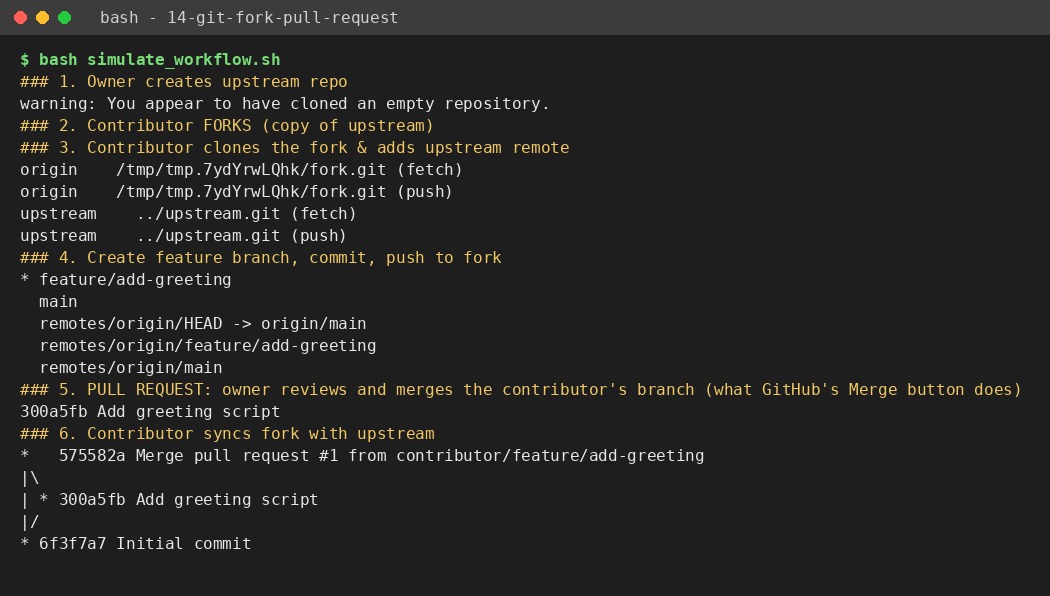 bash - 14-git-fork-pull-request
$ bash simulate_workflow.sh
### 1. Owner creates upstream repo
warning: You appear to have cloned an empty repository.
### 2. Contributor FORKS (copy of upstream)
### 3. Contributor clones the fork & adds upstream remote
origin    /tmp/tmp.7ydYrwLQhk/fork.git (fetch)
origin    /tmp/tmp.7ydYrwLQhk/fork.git (push)
upstream    ../upstream.git (fetch)
upstream    ../upstream.git (push)
### 4. Create feature branch, commit, push to fork
* feature/add-greeting
  main
  remotes/origin/HEAD -> origin/main
  remotes/origin/feature/add-greeting
  remotes/origin/main
### 5. PULL REQUEST: owner reviews and merges the contributor's branch (what GitHub's Merge button does)
300a5fb Add greeting script
### 6. Contributor syncs fork with upstream
*   575582a Merge pull request #1 from contributor/feature/add-greeting
|\
| * 300a5fb Add greeting script
|/
* 6f3f7a7 Initial commit